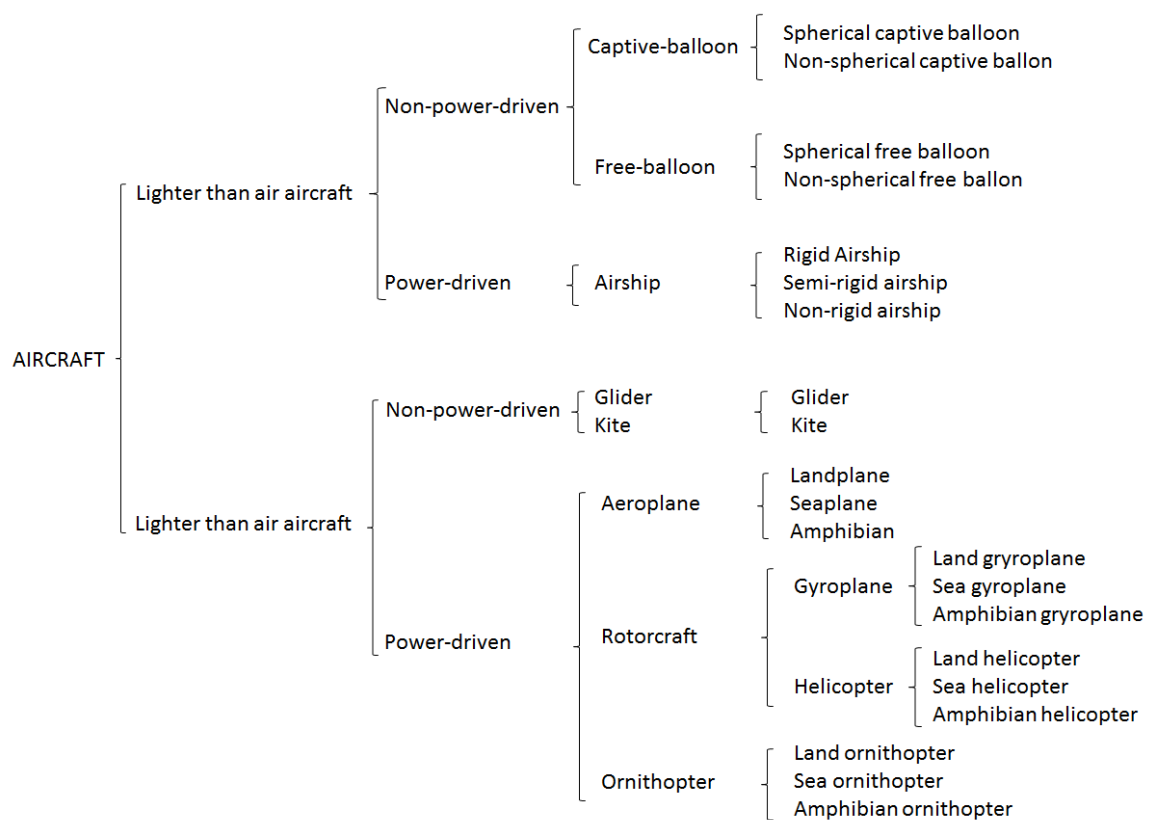 AIRCRAFT
Lighter than air aircraft
Non-power-driven
Captive-balloon
Spherical captive balloon
Non-spherical captive ballon
Free-balloon
Spherical free balloon
Non-spherical free ballon
Power-driven
Airship
Rigid Airship
Semi-rigid airship
Non-rigid airship
Lighter than air aircraft
Non-power-driven
Glider
Kite
Glider
Kite
Power-driven
Aeroplane
Landplane
Seaplane
Amphibian
Rotorcraft
Gyroplane
Land gryroplane
Sea gyroplane
Amphibian gryroplane
Helicopter
Land helicopter
Sea helicopter
Amphibian helicopter
Ornithopter
Land ornithopter
Sea ornithopter
Amphibian ornithopter